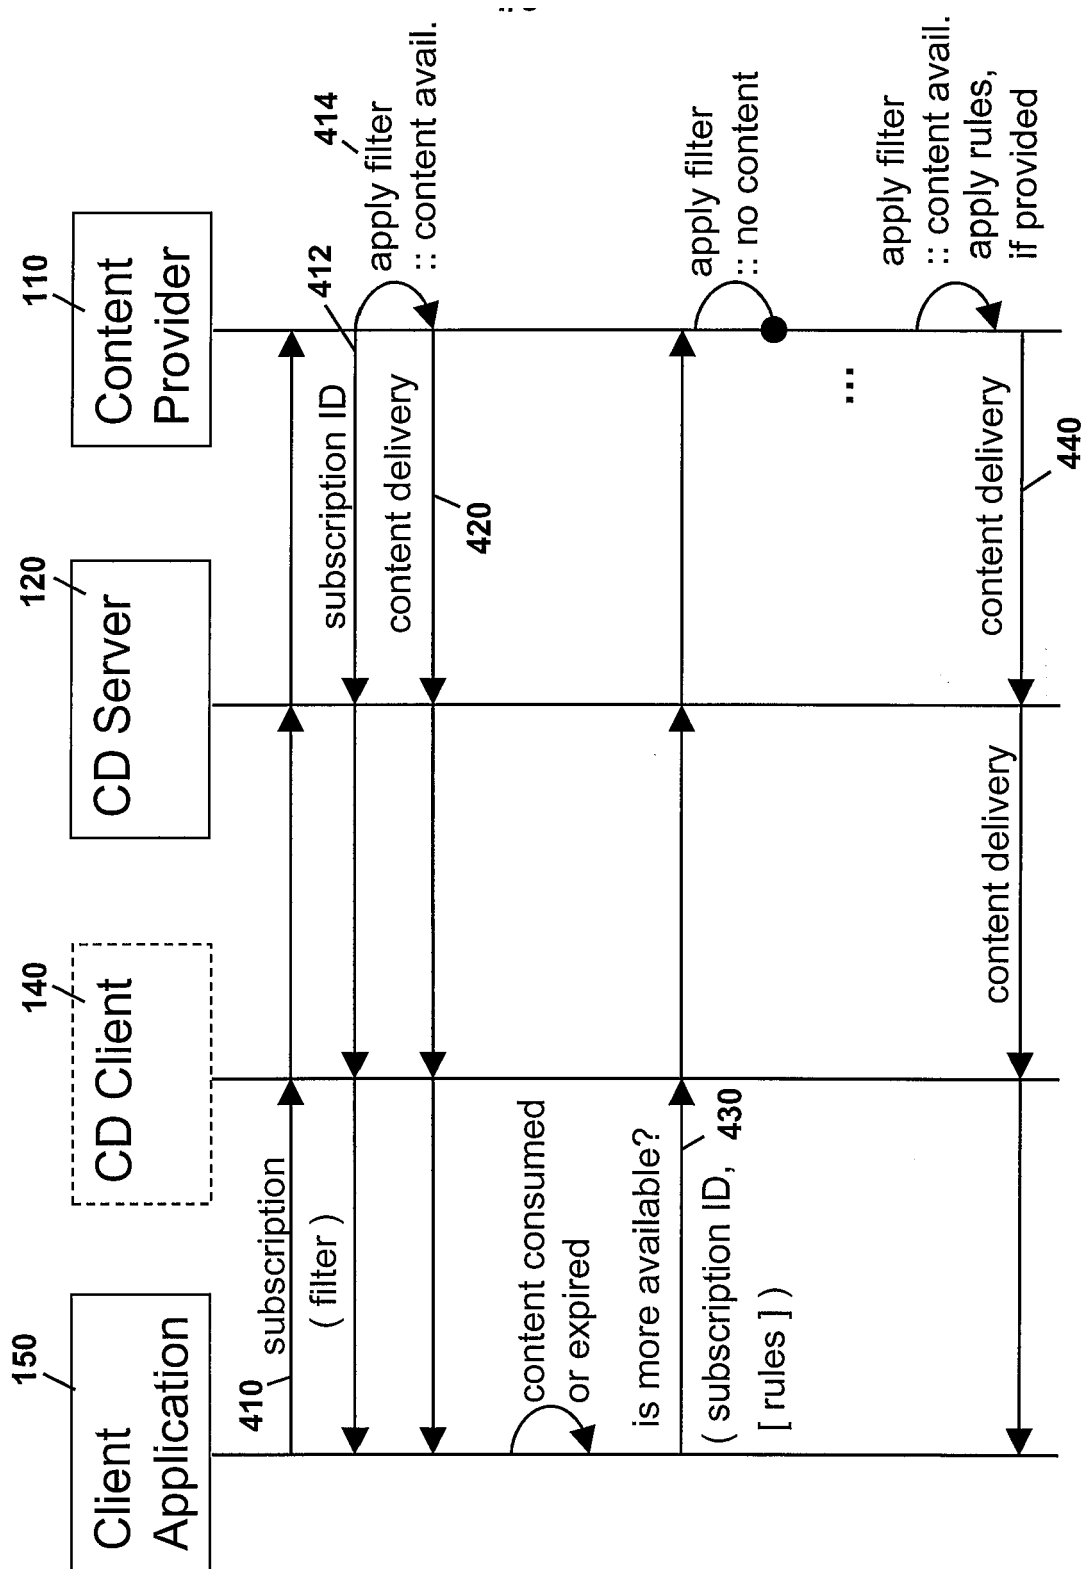 150
Client
Application
140
CD Client
120
CD Server
110
Content
Provider
410
subscription
( filter )
subscription ID
412
414
apply filter
:: content avail.
content delivery
420
content consumed
or expired
is more available?
430
( subscription ID,
[ rules ] )
apply filter
:: no content
...
apply filter
:: content avail.
apply rules,
if provided
content delivery
content delivery
440